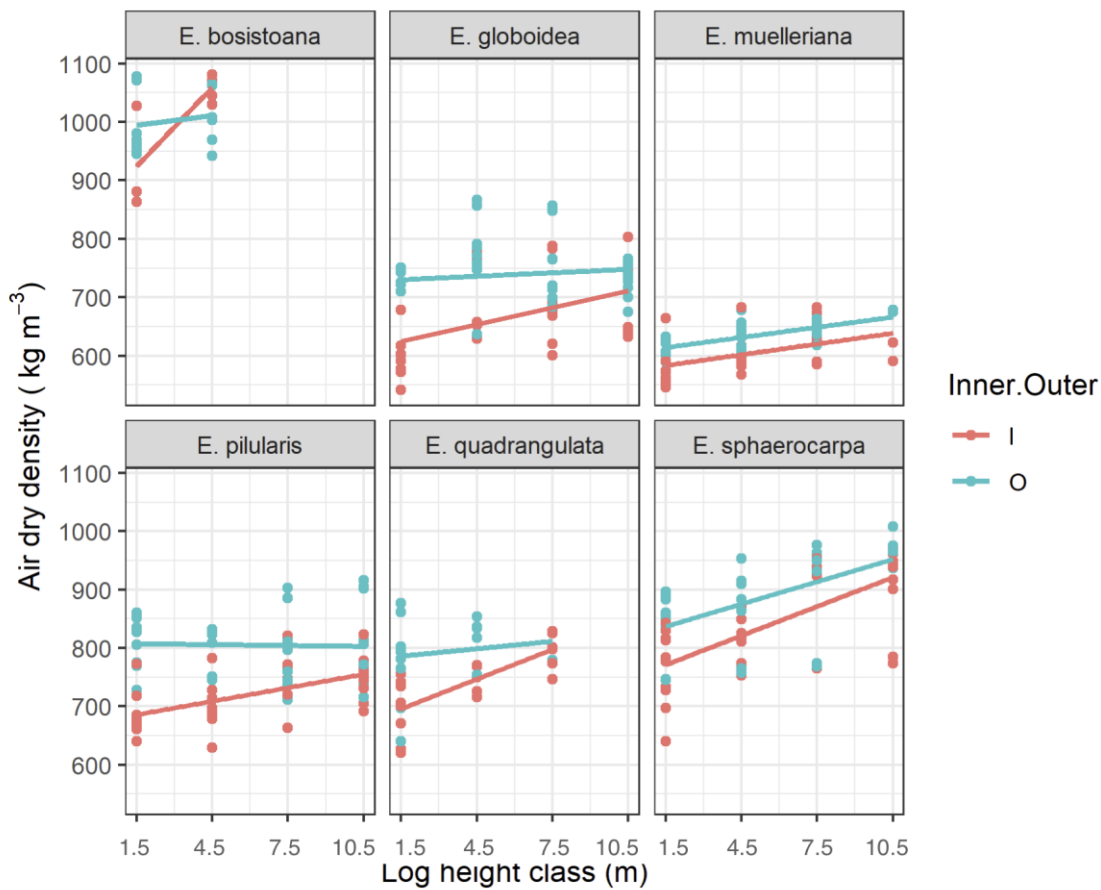 E. bosistoana E. globoidea E. muelleriana
1100
1000
900
800
700
600
E. pilularis E. quadrangulata E. sphaerocarpa
1100
1000
900
800
700
600
1.5 4.5 7.5 10.5 1.5 4.5 7.5 10.5 1.5 4.5 7.5 10.5
Log height class (m)
Air dry density ( kg m⁻³)
Inner.Outer
I
O